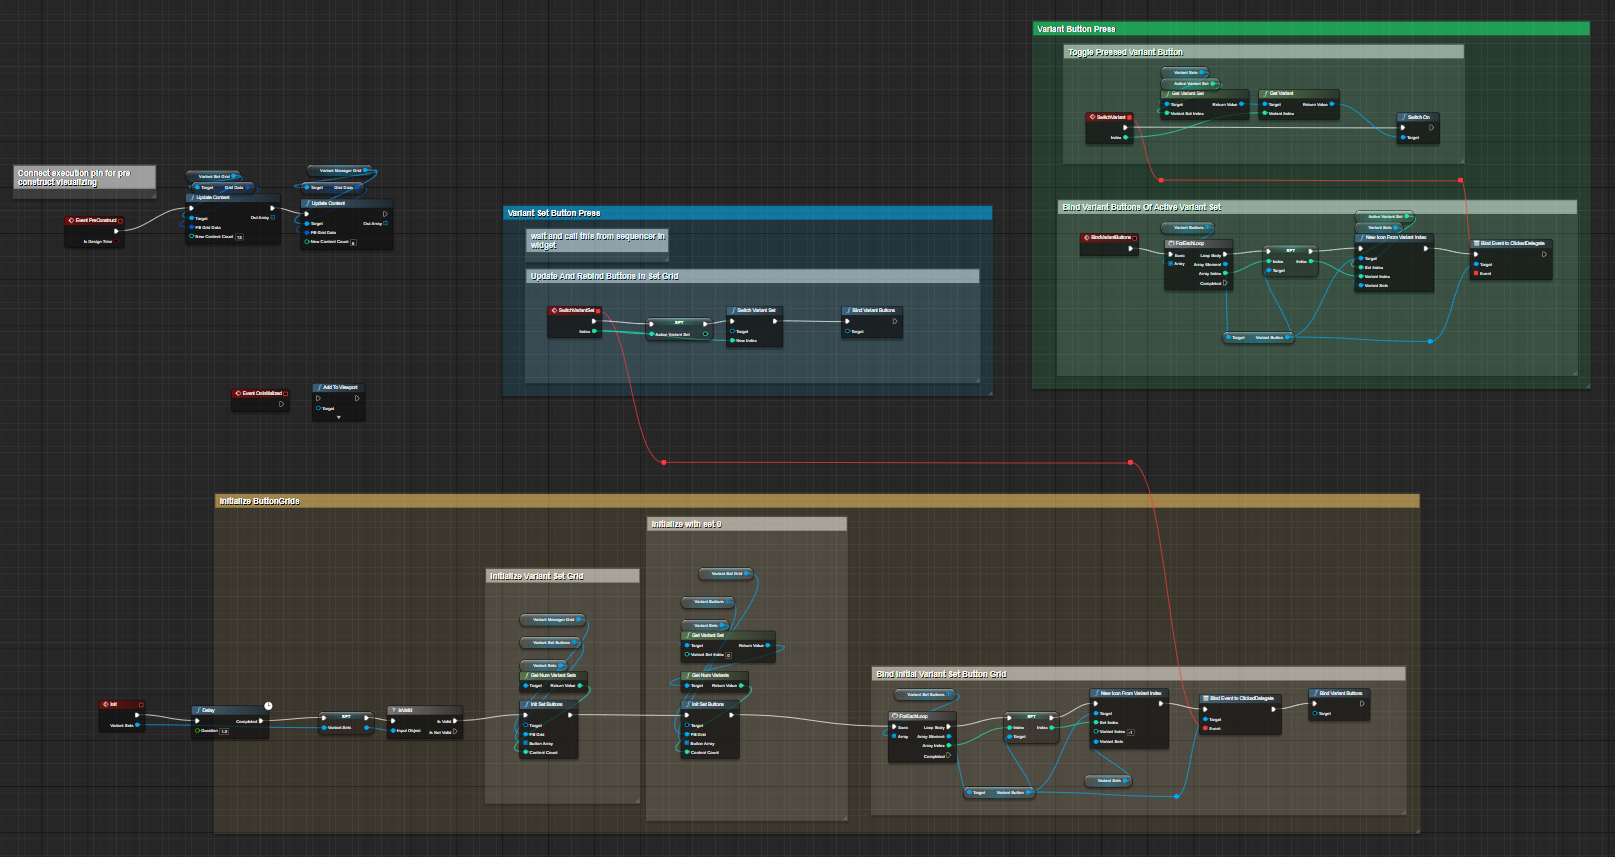 Connect execution pin for pre
construct visualizing
Event PreConstruct
Is Design Time
Variant Set Grid
Target
Grid Data
Update Content
Target
Out Array
FB Grid Data
New Content Count
Variant Manager Grid
Target
Grid Data
Update Content
Target
Out Array
FB Grid Data
New Content Count
Event OnInitialized
Add To Viewport
Target
Variant Set Button Press
wait and call this from sequencer in
widget
Update And Rebind Buttons In Set Grid
SwitchVariantSet
Index
SET
Active Variant Set
Switch Variant Set
Target
New Index
Bind Variant Buttons
Target
Variant Button Press
Toggle Pressed Variant Button
Variant Sets
Active Variant Set
Get Variant Set
Target
Return Value
Variant Set Index
Get Variant
Target
Return Value
Variant Index
SwitchVariant
Index
Switch On
Target
Bind Variant Buttons Of Active Variant Set
BindVariantButtons
Variant Buttons
ForEachLoop
Exec
Loop Body
Array
Array Element
Array Index
Completed
SET
Index
Index
Target
Active Variant Set
Variant Sets
New Icon From Variant Index
Target
Set Index
Variant Index
Variant Sets
Bind Event to ClickedDelegate
Target
Event
Target
Variant Button
Initialize ButtonGrids
Init
Variant Sets
Delay
Completed
Duration
SET
Variant Sets
IsValid
Is Valid
Input Object
Is Not Valid
Initialize Variant Set Grid
Variant Manager Grid
Variant Set Buttons
Variant Sets
Get Num Variant Sets
Target
Return Value
Init Set Buttons
Target
FB Grid
Button Array
Content Count
Initialize with set 0
Variant Set Grid
Variant Buttons
Variant Sets
Get Variant Set
Target
Return Value
Variant Set Index
0
Get Num Variants
Target
Return Value
Init Set Buttons
Target
FB Grid
Button Array
Content Count
Bind Initial Variant Set Button Grid
Variant Set Buttons
ForEachLoop
Exec
Loop Body
Array
Array Element
Array Index
Completed
SET
Index
Index
Target
New Icon From Variant Index
Target
Set Index
Variant Index
-1
Variant Sets
Variant Sets
Target
Variant Button
Bind Event to ClickedDelegate
Target
Event
Bind Variant Buttons
Target